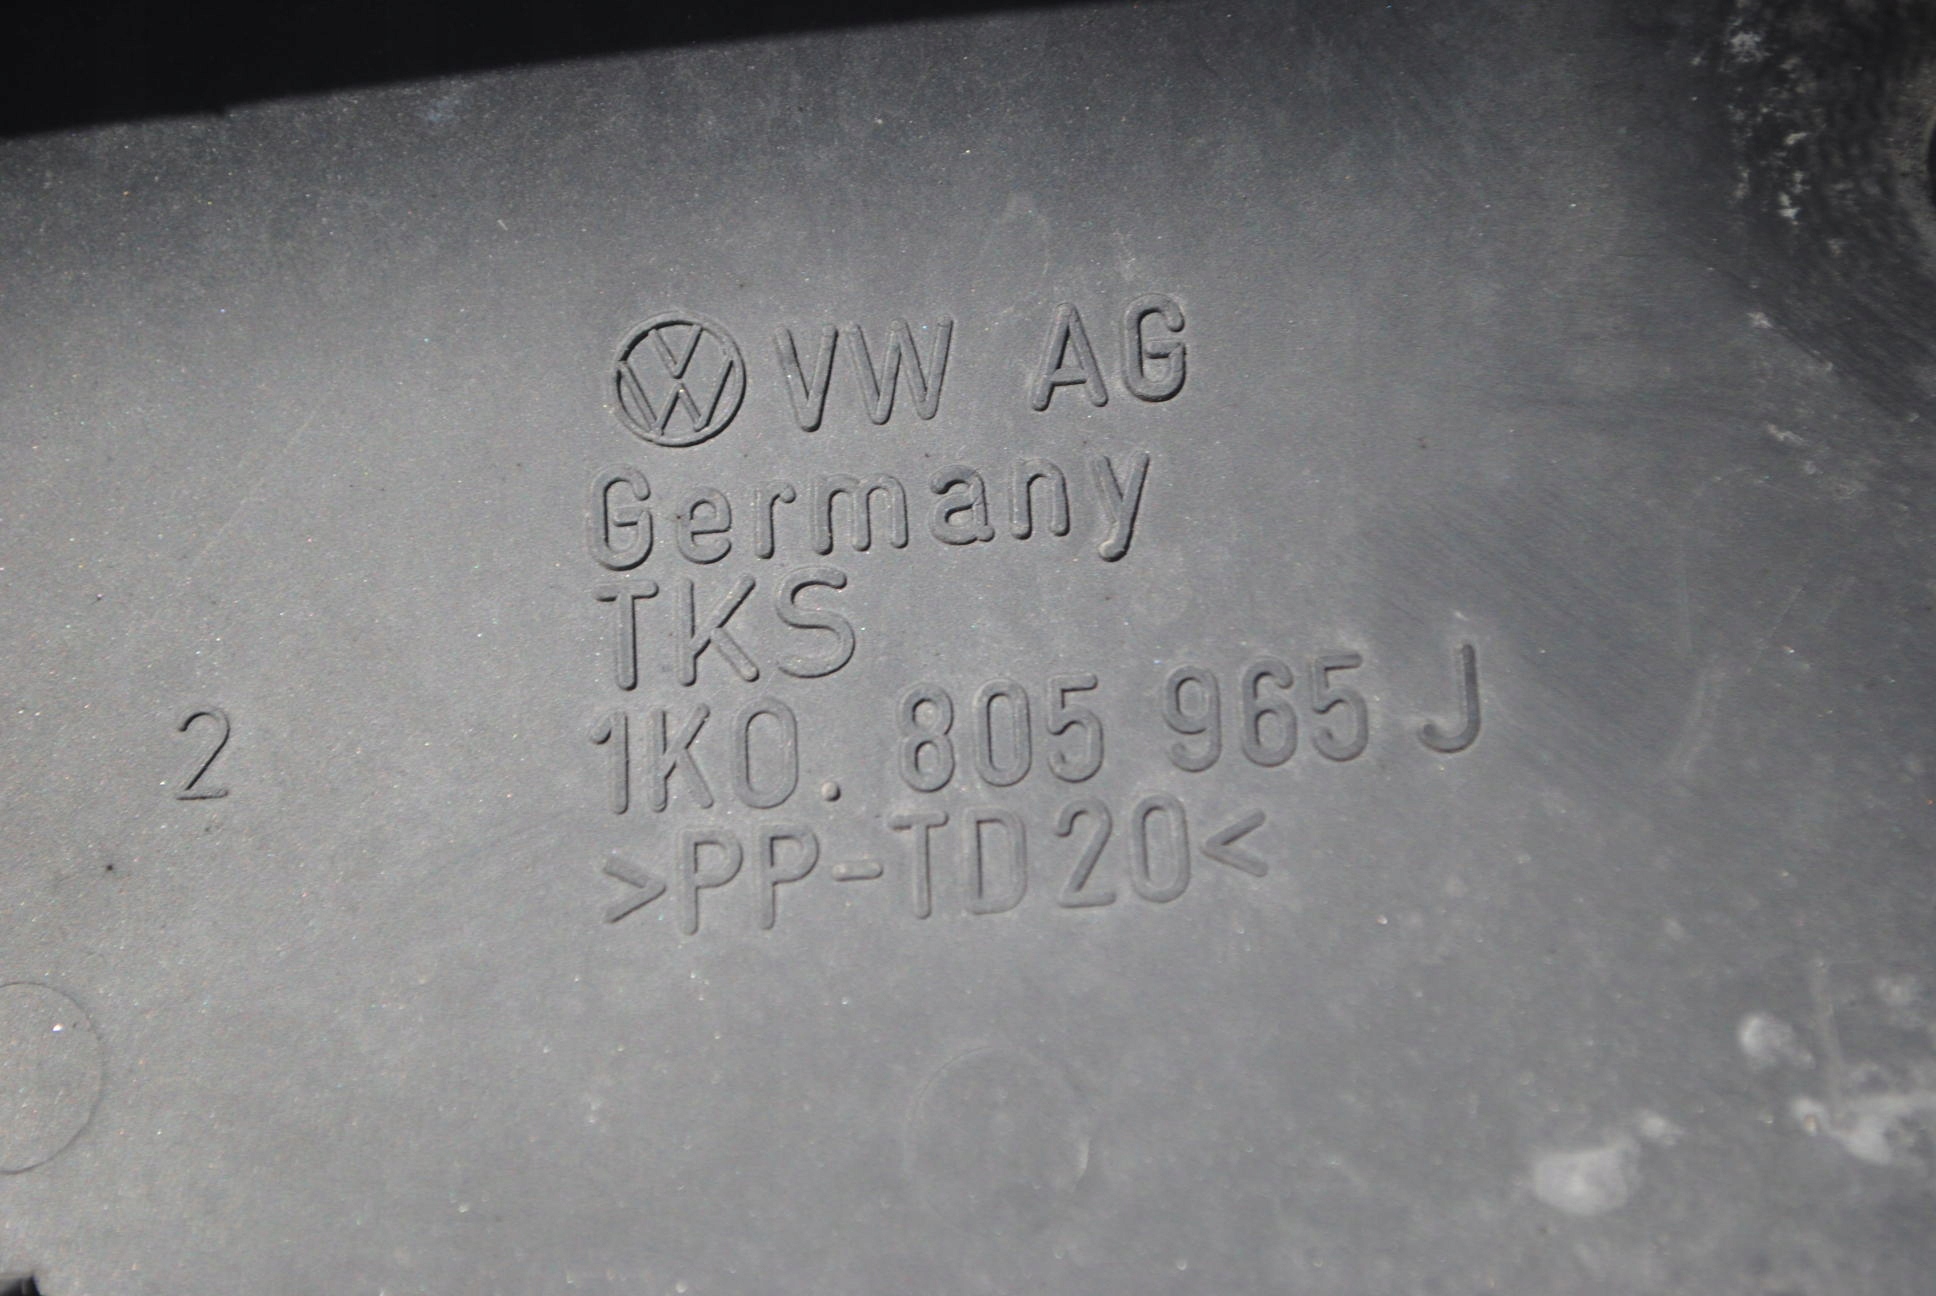 VW AG
Germany
TKS
1K0. 805 965 J
>PP-TD20<
2